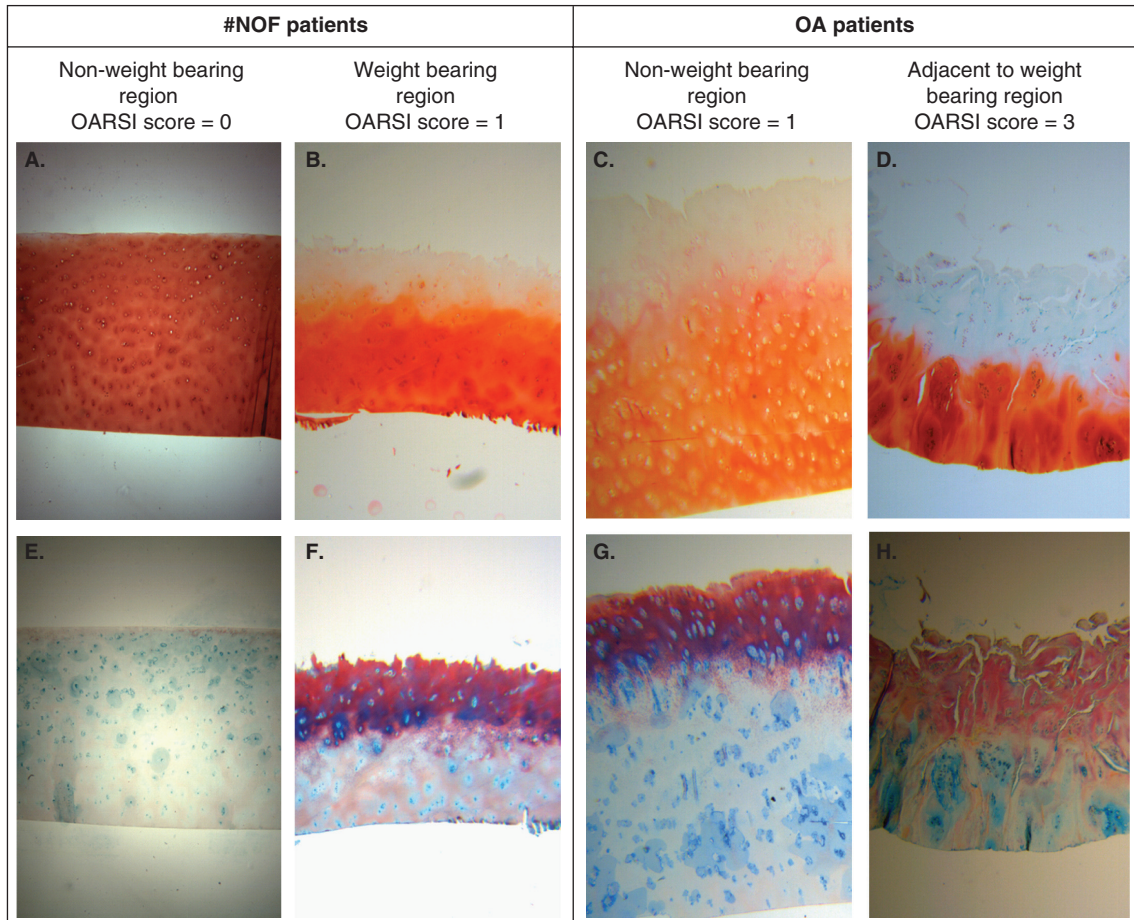 #NOF patients
OA patients
Non-weight bearing
region
OARSI score = 0
Weight bearing
region
OARSI score = 1
Non-weight bearing
region
OARSI score = 1
Adjacent to weight
bearing region
OARSI score = 3
A.
B.
C.
D.
E.
F.
G.
H.